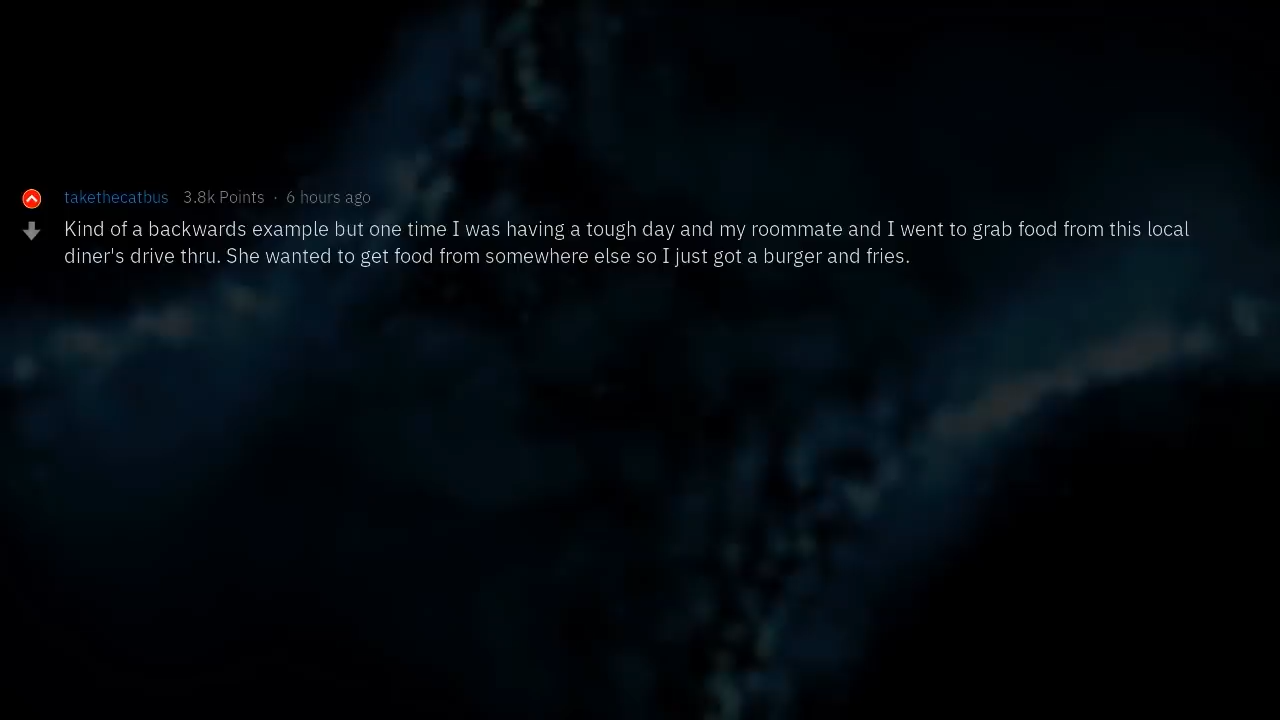 takethecatbus 3.8k Points · 6 hours ago
Kind of a backwards example but one time I was having a tough day and my roommate and I went to grab food from this local
diner's drive thru. She wanted to get food from somewhere else so I just got a burger and fries.